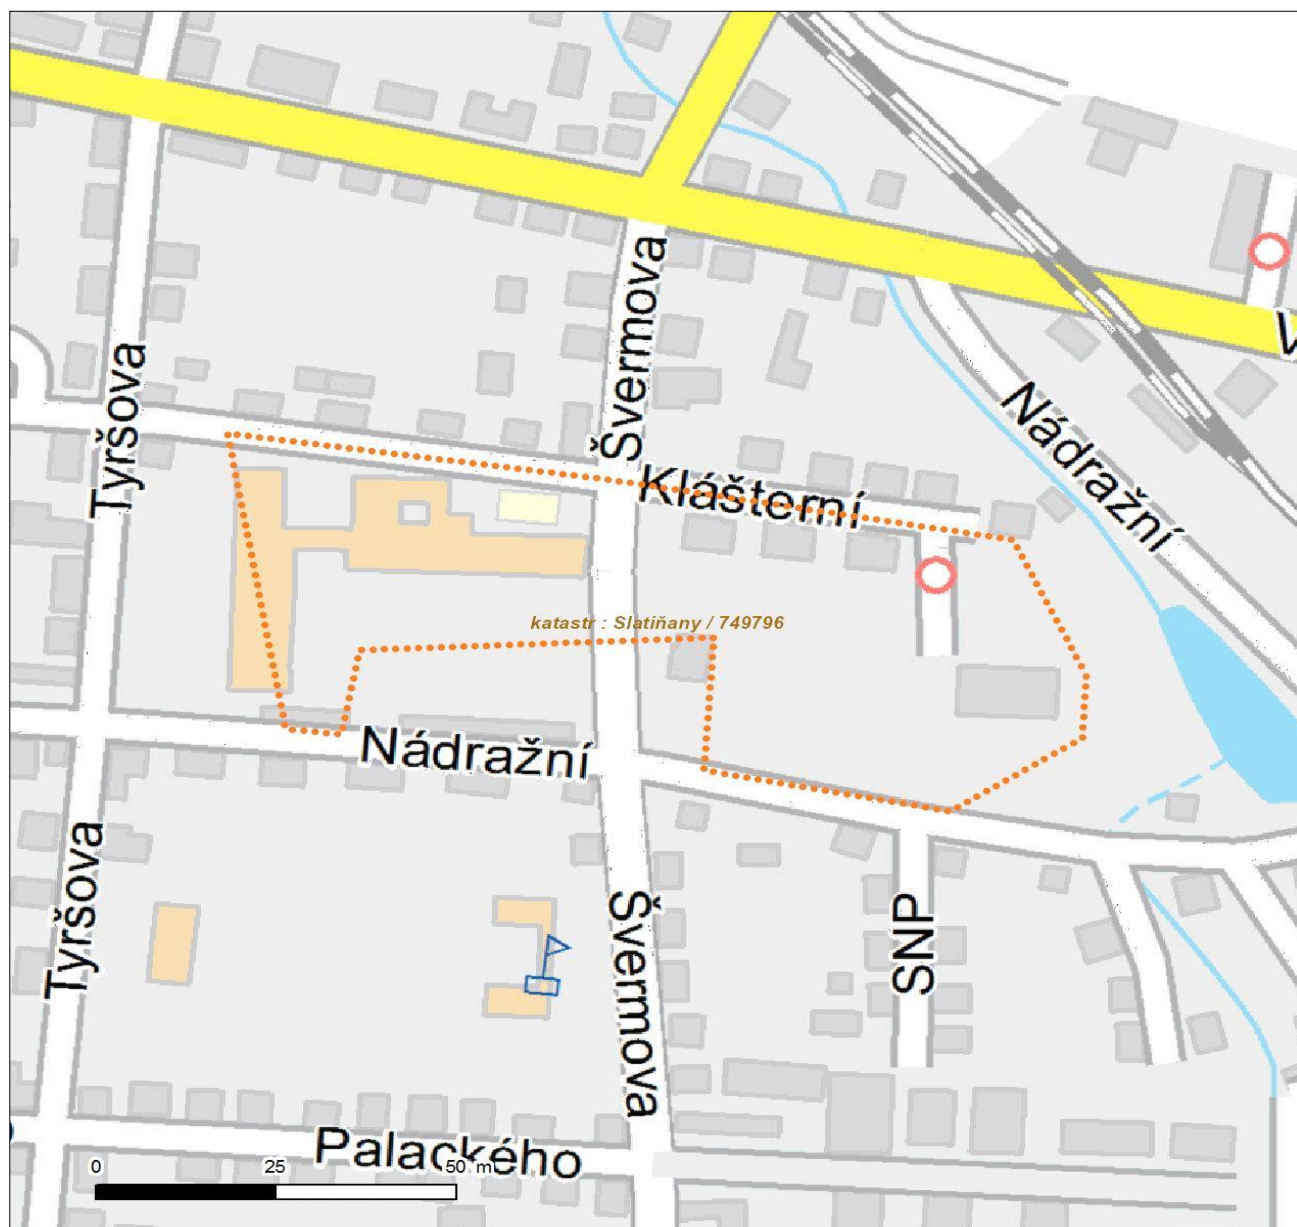 Švermova
V
Tyršova
Nádražní
Klášterní
katastr : Slatiňany / 749796
Nádražní
Tyršova
Švermova
SNP
Palackého
0 25 50 m